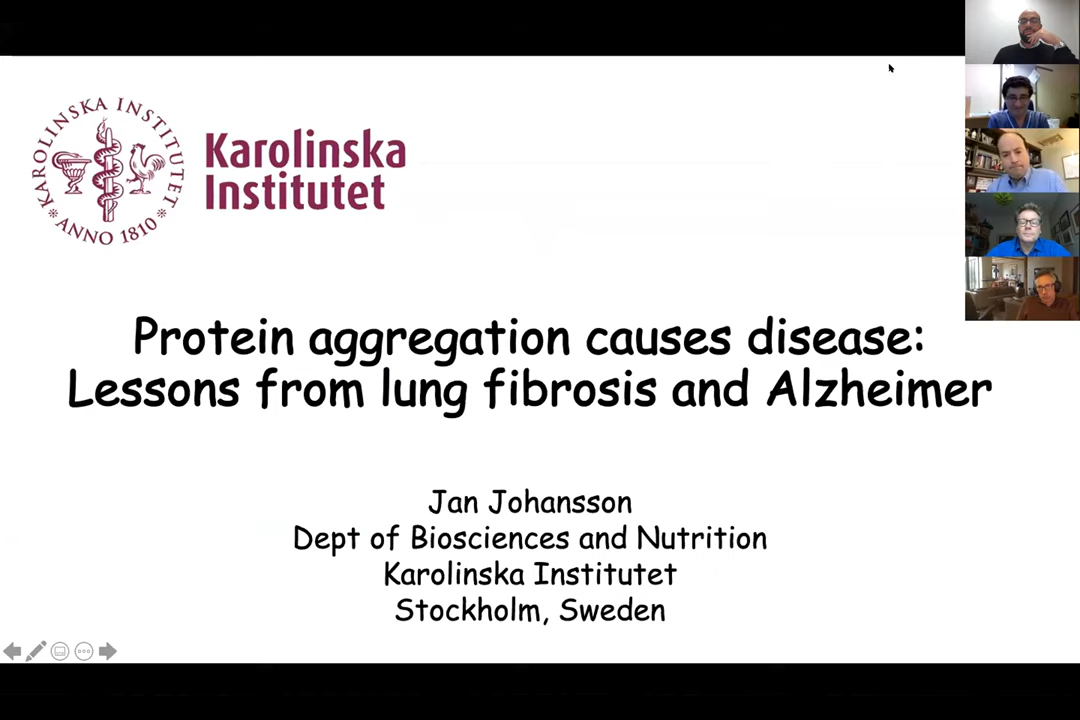 KAROLINSKA INSTITUTET
ANNO 1810
Karolinska
Institutet
Protein aggregation causes disease:
Lessons from lung fibrosis and Alzheimer
Jan Johansson
Dept of Biosciences and Nutrition
Karolinska Institutet
Stockholm, Sweden